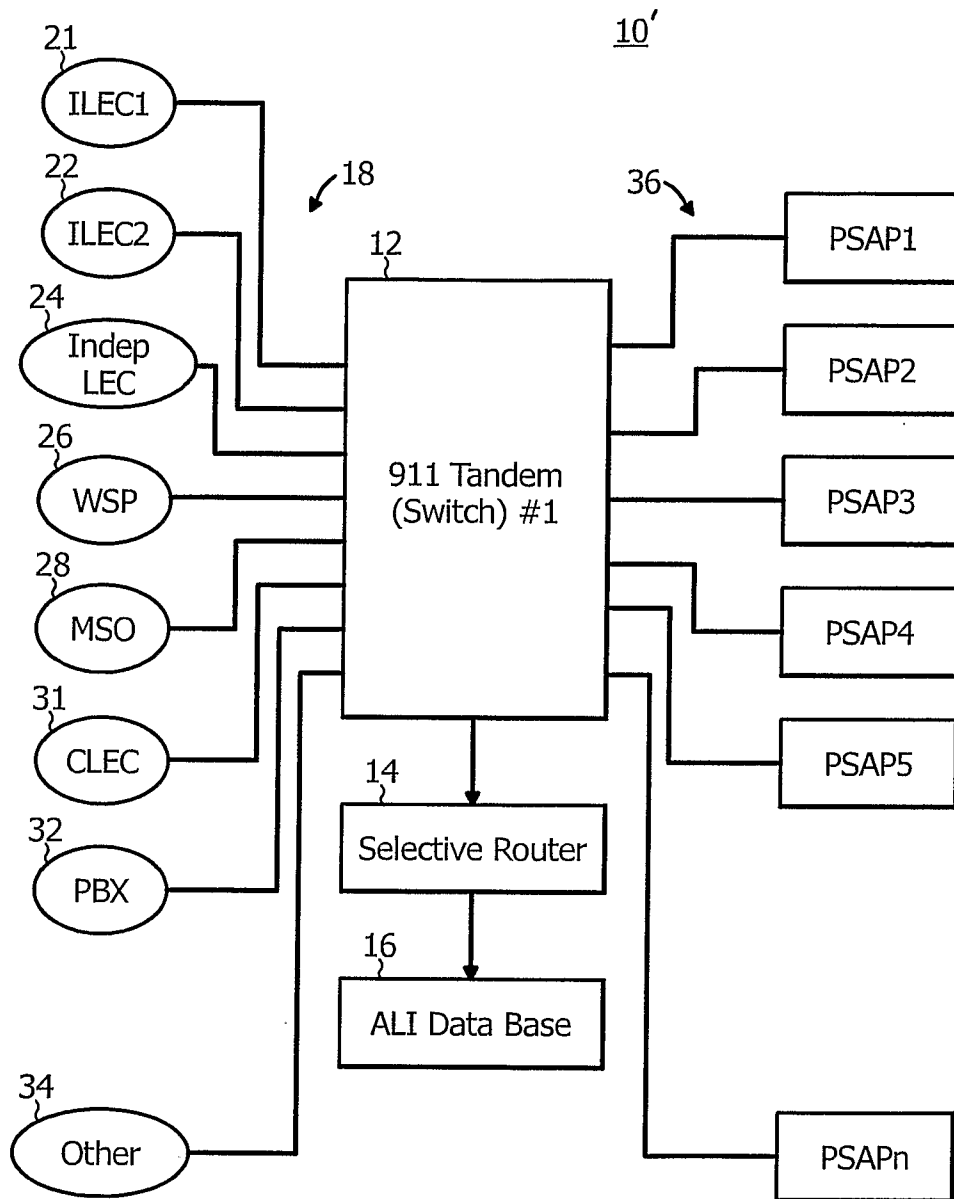 10'
21
ILEC1
22
ILEC2
18
36
PSAP1
12
24
Indep
LEC
PSAP2
26
WSP
911 Tandem
(Switch) #1
PSAP3
28
MSO
PSAP4
31
CLEC
PSAP5
14
Selective Router
32
PBX
16
ALI Data Base
34
Other
PSAPn